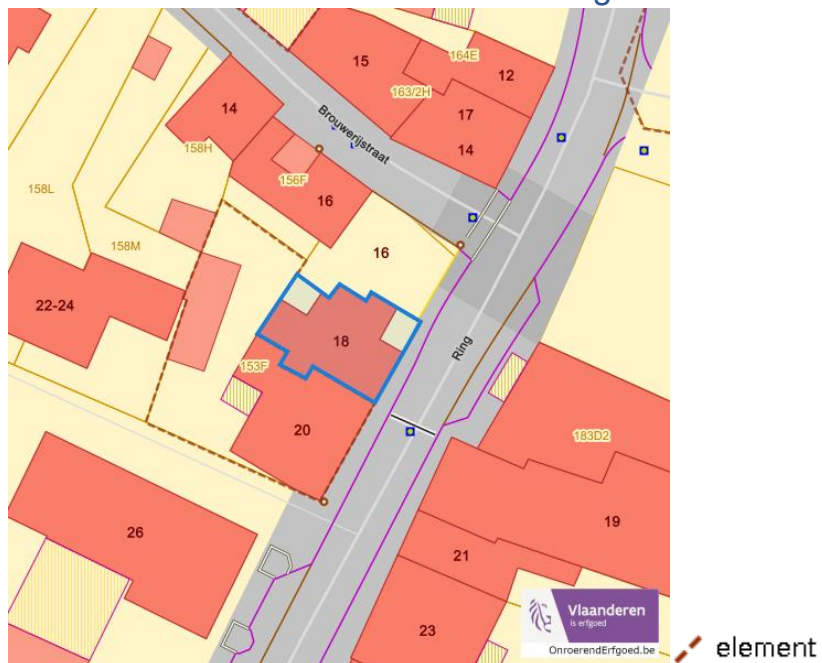 15
164E
12
163/2H
17
14
14
Brouwerijstraat
158H
156F
16
158L
158M
16
22-24
18
Ring
153F
20
183D2
26
19
21
23
Vlaanderen
is erfgoed
OnroerendErfgoed.be
element